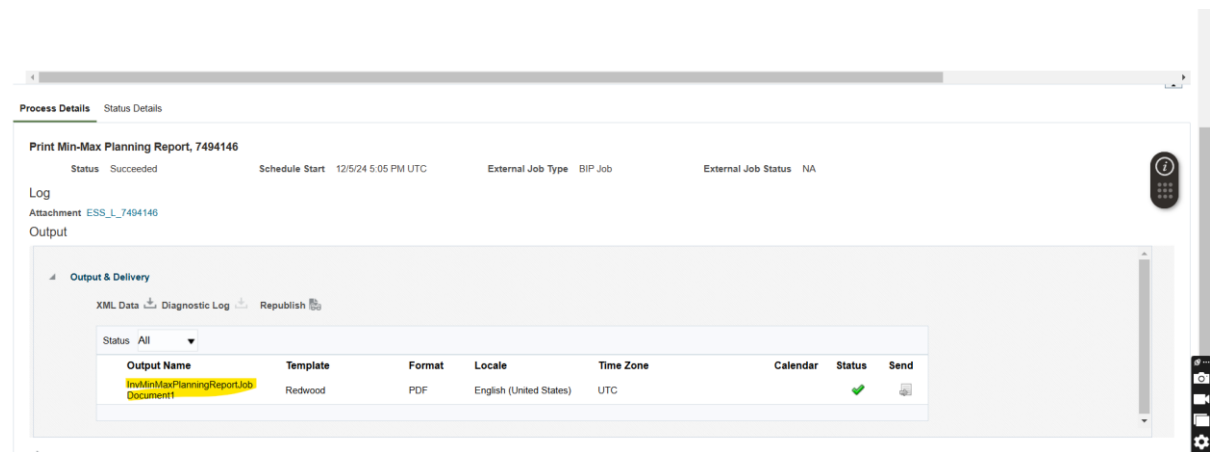 Process Details Status Details
Print Min-Max Planning Report, 7494146
Status Succeeded Schedule Start 12/5/24 5:05 PM UTC External Job Type BIP Job External Job Status NA
Log
Attachment ESS_L_7494146
Output
Output & Delivery
XML Data Diagnostic Log Republish
Status All
Output Name Template Format Locale Time Zone Calendar Status Send
InvMinMaxPlanningReportJob
Document1 Redwood PDF English (United States) UTC